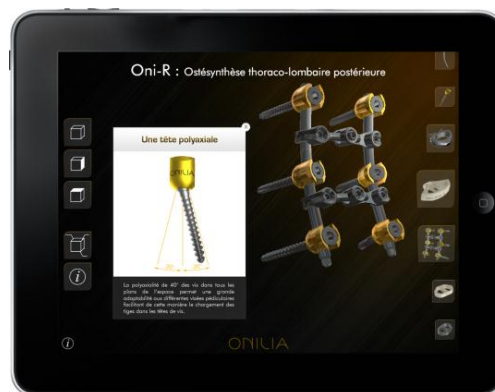 Oni-R : Ostésynthèse thoraco-lombaire postérieure
Une tête polyaxiale
ONILIA
La polyaxialité de 40° des vis dans tous les
plans de l'espace permet une grande
adaptabilité aux différentes visées pédiculaires
facilitant de cette manière le chargement des
tiges dans les têtes de vis.
ONILIA